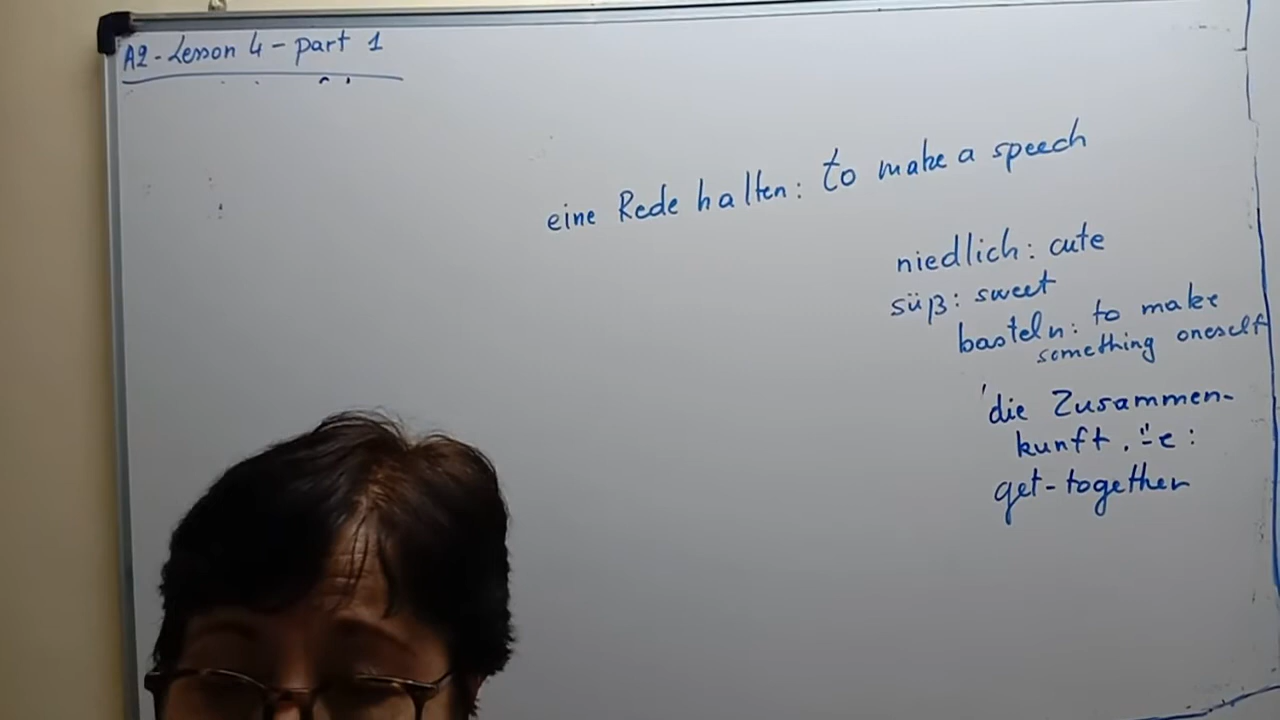 A2 - Lesson 4 - part 1
eine Rede halten: to make a speech
niedlich: cute
süß: sweet
basteln: to make
something oneself
die Zusammen-
kunft, ⸚e:
get-together